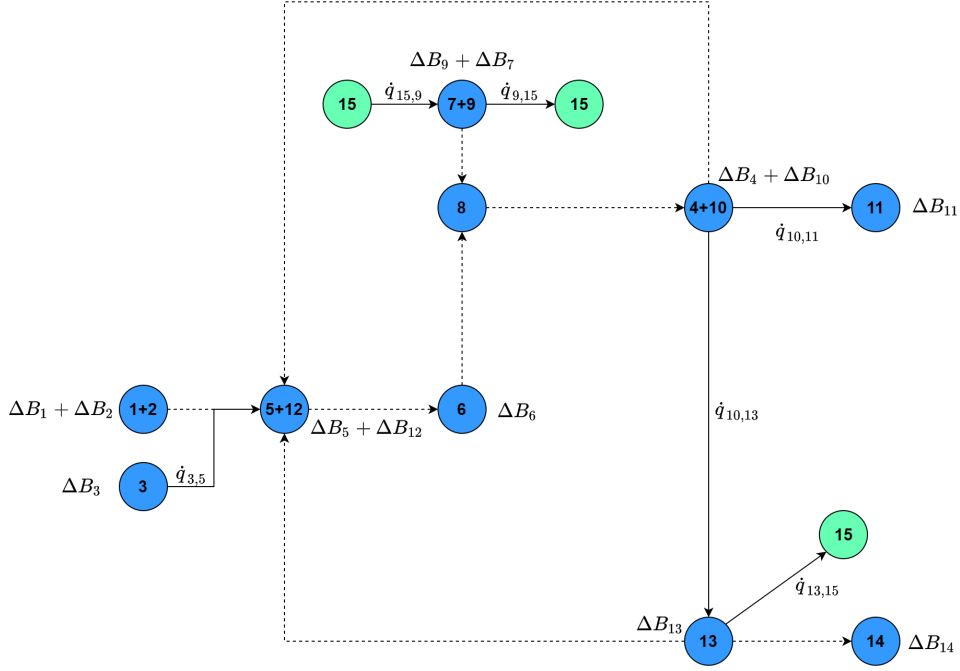 ΔB₉ + ΔB₇
15
q̇₁₅,₉
7+9
q̇₉,₁₅
15
ΔB₄ + ΔB₁₀
8
4+10
11
ΔB₁₁
q̇₁₀,₁₁
ΔB₁ + ΔB₂
1+2
5+12
6
ΔB₆
q̇₁₀,₁₃
ΔB₅ + ΔB₁₂
ΔB₃
3
q̇₃,₅
15
q̇₁₃,₁₅
ΔB₁₃
13
14
ΔB₁₄